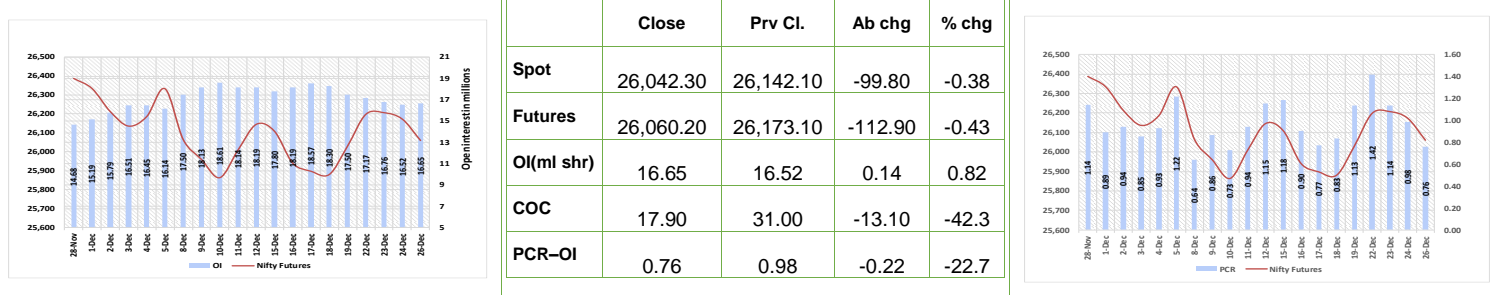 26,500
26,400
26,300
26,200
26,100
26,000
25,900
25,800
25,700
25,600
21
19
17
15
13
11
9
7
5
Open interest in millions
14.68
15.19
15.79
16.51
16.45
16.14
17.50
18.13
18.61
18.14
18.19
17.80
18.19
18.57
18.30
17.50
17.17
16.76
16.52
16.65
28-Nov
1-Dec
2-Dec
3-Dec
4-Dec
5-Dec
8-Dec
9-Dec
10-Dec
11-Dec
12-Dec
15-Dec
16-Dec
17-Dec
18-Dec
19-Dec
22-Dec
23-Dec
24-Dec
26-Dec
OI Nifty Futures
Close Prv Cl. Ab chg % chg
Spot 26,042.30 26,142.10 -99.80 -0.38
Futures 26,060.20 26,173.10 -112.90 -0.43
OI(ml shr) 16.65 16.52 0.14 0.82
COC 17.90 31.00 -13.10 -42.3
PCR–OI 0.76 0.98 -0.22 -22.7
26,500
26,400
26,300
26,200
26,100
26,000
25,900
25,800
25,700
25,600
1.60
1.40
1.20
1.00
0.80
0.60
0.40
0.20
0.00
1.14
0.89
0.94
0.85
0.93
1.22
0.64
0.86
0.73
0.94
1.15
1.18
0.90
0.77
0.83
1.13
1.42
1.14
0.98
0.76
28-Nov
1-Dec
2-Dec
3-Dec
4-Dec
5-Dec
8-Dec
9-Dec
10-Dec
11-Dec
12-Dec
15-Dec
16-Dec
17-Dec
18-Dec
19-Dec
22-Dec
23-Dec
24-Dec
26-Dec
PCR Nifty Futures